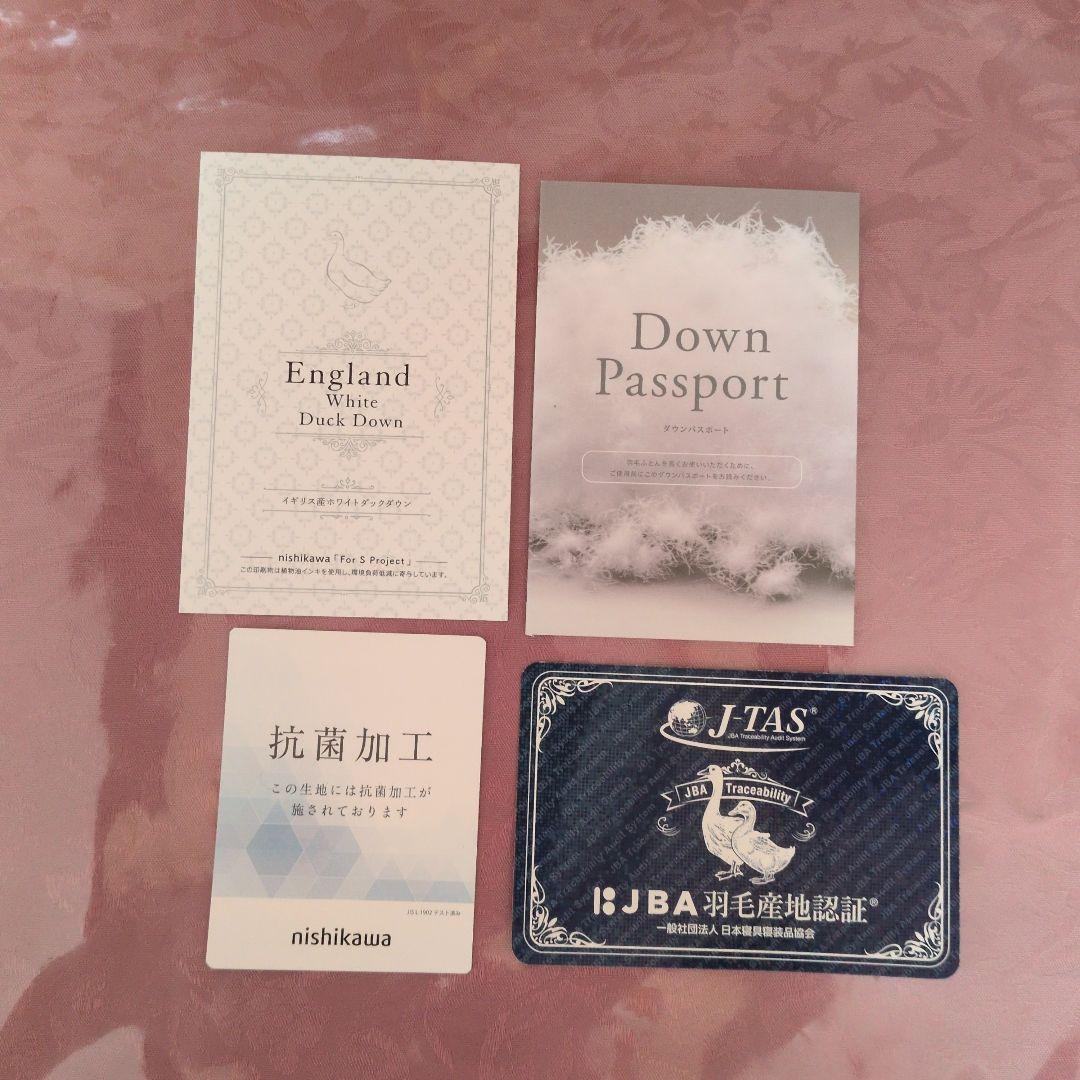 England
White
Duck Down
イギリス産ホワイトダックダウン
nishikawa「For S Project」
この印刷物は植物油インキを使用し、環境負荷低減に寄与しています。
Down
Passport
ダウンパスポート
羽毛ふとんを長くお使いいただくために、
ご使用前にこのダウンパスポートをお読みください。
抗菌加工
この生地には抗菌加工が
施されております
JIS L 1902 テスト済み
nishikawa
J-TAS®
JBA Traceability Audit System
JBA Traceability
JBA羽毛産地認証®
一般社団法人 日本寝具寝装品協会